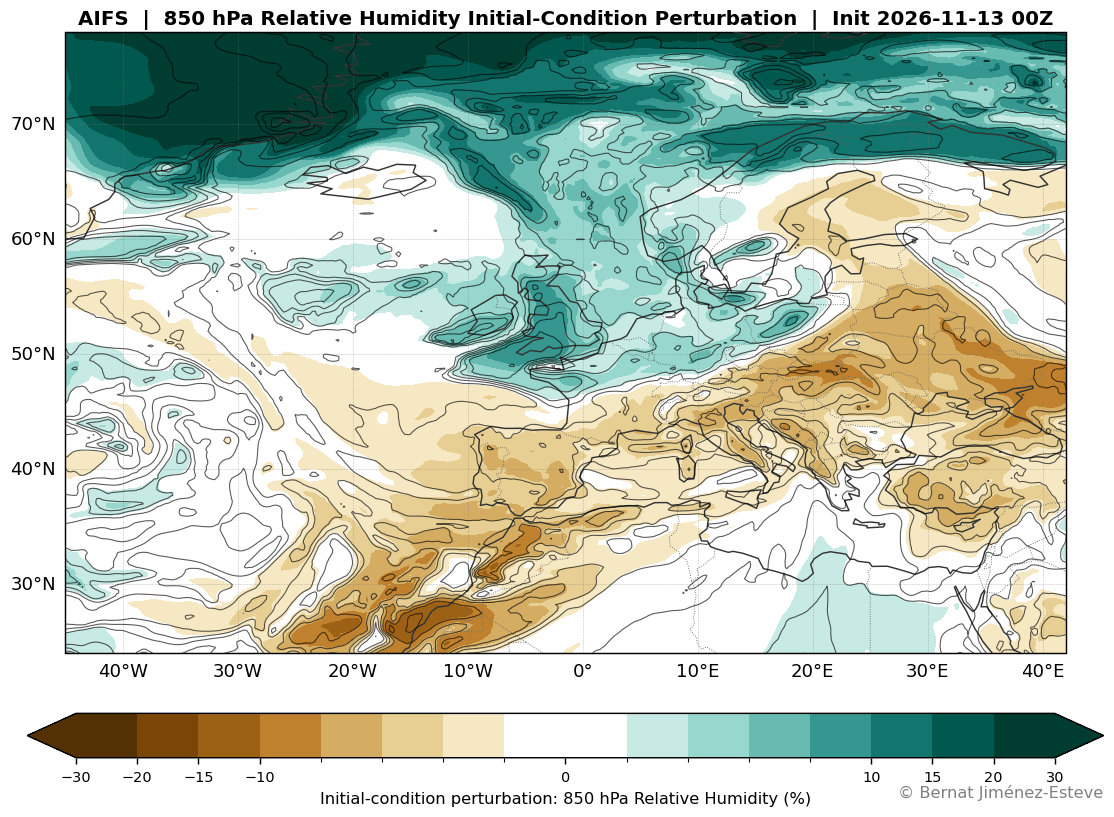 AIFS | 850 hPa Relative Humidity Initial-Condition Perturbation | Init 2026-11-13 00Z
70°N
60°N
50°N
40°N
30°N
40°W 30°W 20°W 10°W 0° 10°E 20°E 30°E 40°E
−30 −20 −15 −10 0 10 15 20 30
Initial-condition perturbation: 850 hPa Relative Humidity (%)
© Bernat Jiménez-Esteve